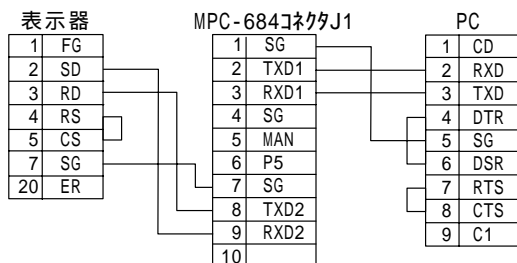 表示器
1 FG
2 SD
3 RD
4 RS
5 CS
7 SG
20 ER
MPC-684ｺﾈｸﾀJ1
1 SG
2 TXD1
3 RXD1
4 SG
5 MAN
6 P5
7 SG
8 TXD2
9 RXD2
10
PC
1 CD
2 RXD
3 TXD
4 DTR
5 SG
6 DSR
7 RTS
8 CTS
9 C1